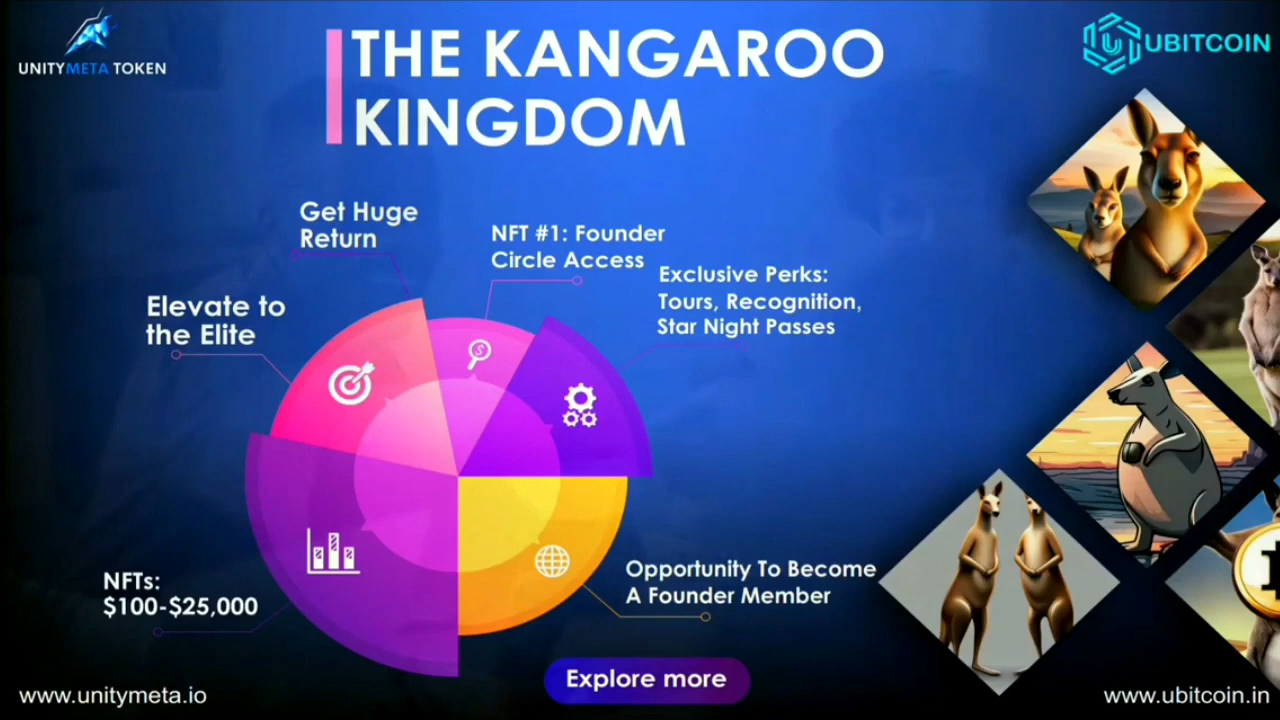 UNITYMETA TOKEN
UBITCOIN
THE KANGAROO
KINGDOM
Get Huge
Return
NFT #1: Founder
Circle Access
Exclusive Perks:
Tours, Recognition,
Star Night Passes
Elevate to
the Elite
NFTs:
$100-$25,000
Opportunity To Become
A Founder Member
Explore more
www.unitymeta.io
www.ubitcoin.in